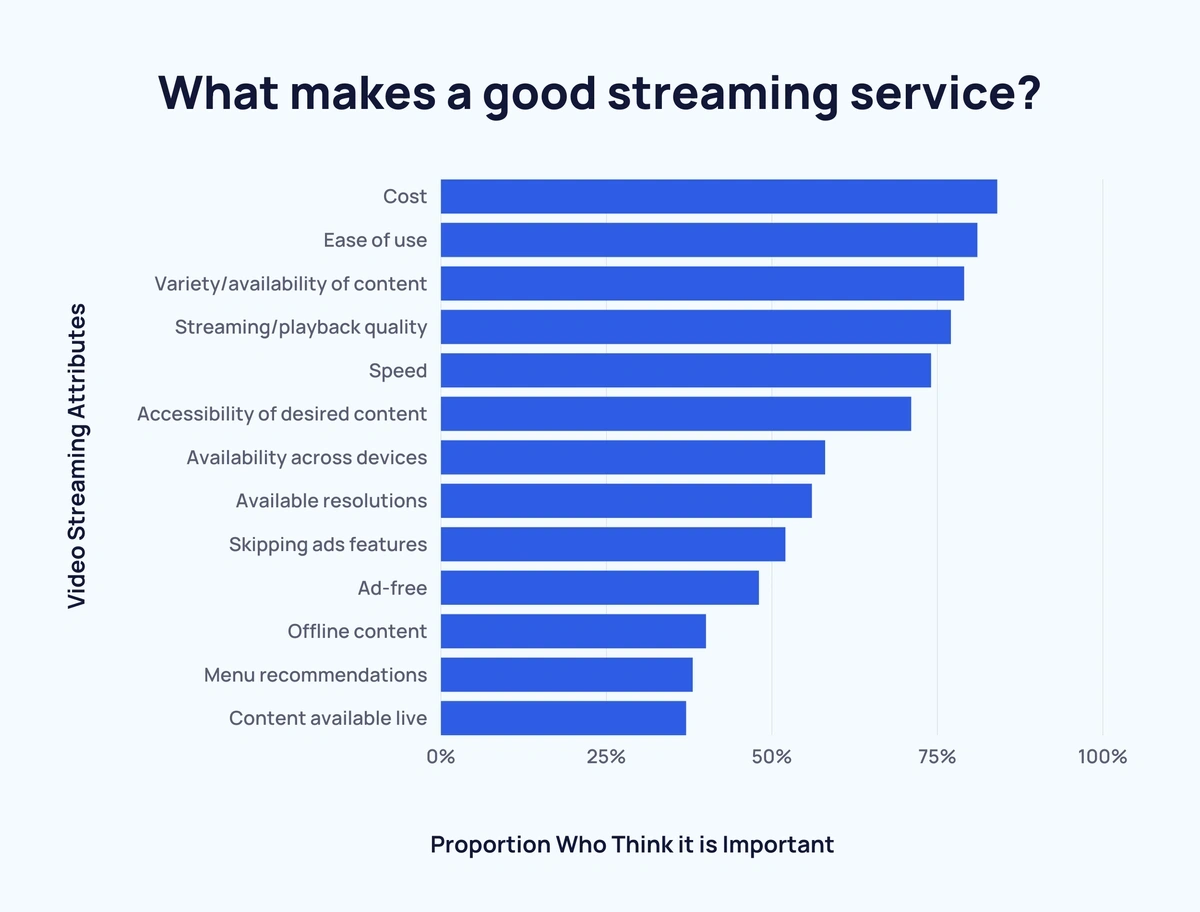 What makes a good streaming service?
Video Streaming Attributes
Cost
Ease of use
Variety/availability of content
Streaming/playback quality
Speed
Accessibility of desired content
Availability across devices
Available resolutions
Skipping ads features
Ad-free
Offline content
Menu recommendations
Content available live
0% 25% 50% 75% 100%
Proportion Who Think it is Important